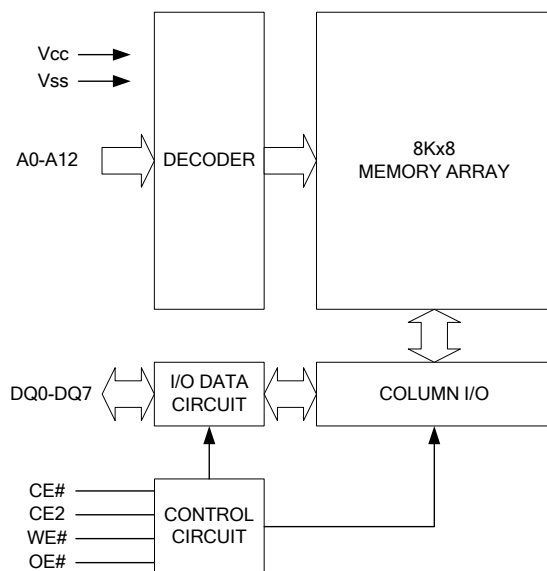 Vcc
Vss
A0-A12
DECODER
8Kx8
MEMORY ARRAY
DQ0-DQ7
I/O DATA
CIRCUIT
COLUMN I/O
CE#
CE2
WE#
OE#
CONTROL
CIRCUIT